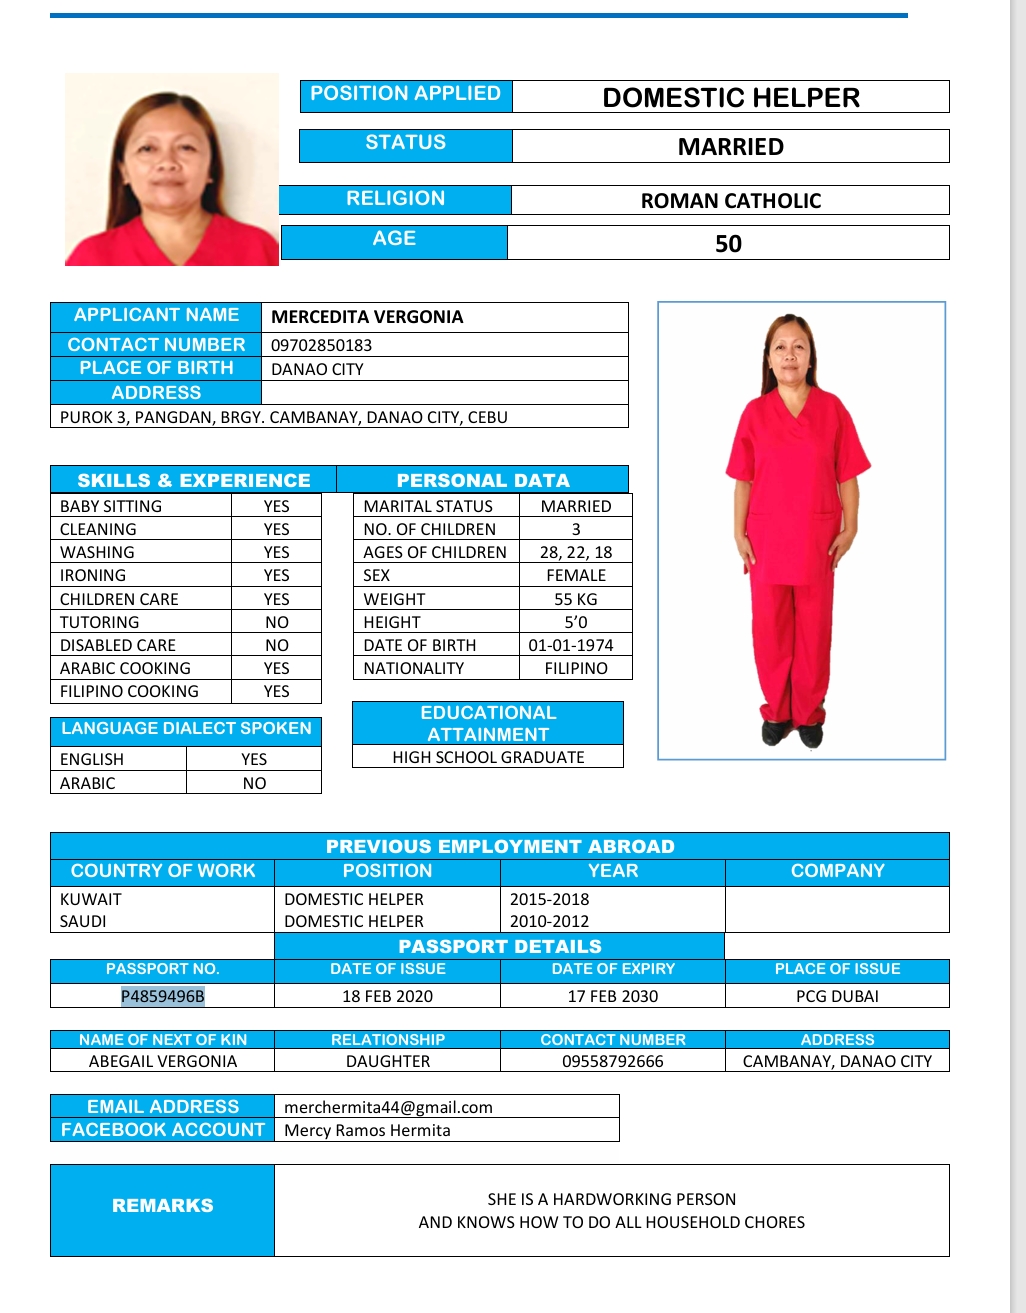 POSITION APPLIED DOMESTIC HELPER
STATUS MARRIED
RELIGION ROMAN CATHOLIC
AGE 50
APPLICANT NAME MERCEDITA VERGONIA
CONTACT NUMBER 09702850183
PLACE OF BIRTH DANAO CITY
ADDRESS
PUROK 3, PANGDAN, BRGY. CAMBANAY, DANAO CITY, CEBU
SKILLS & EXPERIENCE
BABY SITTING YES
CLEANING YES
WASHING YES
IRONING YES
CHILDREN CARE YES
TUTORING NO
DISABLED CARE NO
ARABIC COOKING YES
FILIPINO COOKING YES
LANGUAGE DIALECT SPOKEN
ENGLISH YES
ARABIC NO
PERSONAL DATA
MARITAL STATUS MARRIED
NO. OF CHILDREN 3
AGES OF CHILDREN 28, 22, 18
SEX FEMALE
WEIGHT 55 KG
HEIGHT 5’0
DATE OF BIRTH 01-01-1974
NATIONALITY FILIPINO
EDUCATIONAL
ATTAINMENT
HIGH SCHOOL GRADUATE
PREVIOUS EMPLOYMENT ABROAD
COUNTRY OF WORK POSITION YEAR COMPANY
KUWAIT DOMESTIC HELPER 2015-2018
SAUDI DOMESTIC HELPER 2010-2012
PASSPORT DETAILS
PASSPORT NO. DATE OF ISSUE DATE OF EXPIRY PLACE OF ISSUE
P4859496B 18 FEB 2020 17 FEB 2030 PCG DUBAI
NAME OF NEXT OF KIN RELATIONSHIP CONTACT NUMBER ADDRESS
ABEGAIL VERGONIA DAUGHTER 09558792666 CAMBANAY, DANAO CITY
EMAIL ADDRESS merchermita44@gmail.com
FACEBOOK ACCOUNT Mercy Ramos Hermita
REMARKS
SHE IS A HARDWORKING PERSON
AND KNOWS HOW TO DO ALL HOUSEHOLD CHORES